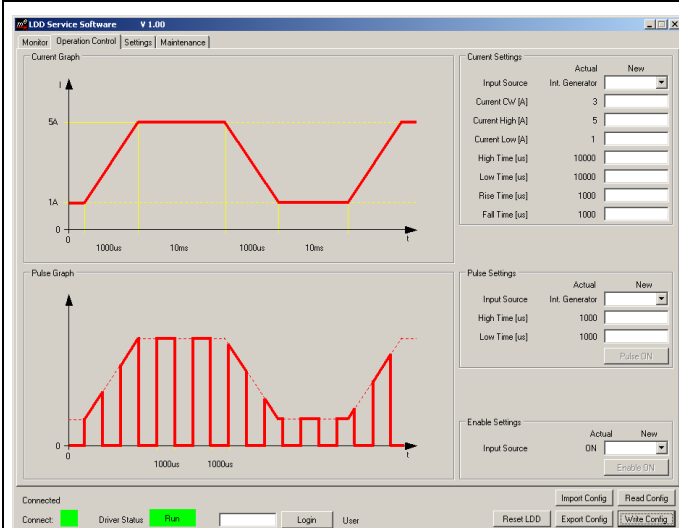 LDD Service Software V 1.00
Monitor Operation Control Settings Maintenance
Current Graph
I
5A
1A
0
0
t
1000us 10ms 1000us 10ms
Current Settings
Actual New
Input Source Int. Generator
Current CW [A] 3
Current High [A] 5
Current Low [A] 1
High Time [us] 10000
Low Time [us] 10000
Rise Time [us] 1000
Fall Time [us] 1000
Pulse Graph
0
0
t
1000us 1000us
Pulse Settings
Actual New
Input Source Int. Generator
High Time [us] 1000
Low Time [us] 1000
Pulse ON
Enable Settings
Actual New
Input Source ON
Enable ON
Connected
Import Config Read Config
Connect: Driver Status Run Login User Reset LDD Export Config Write Config